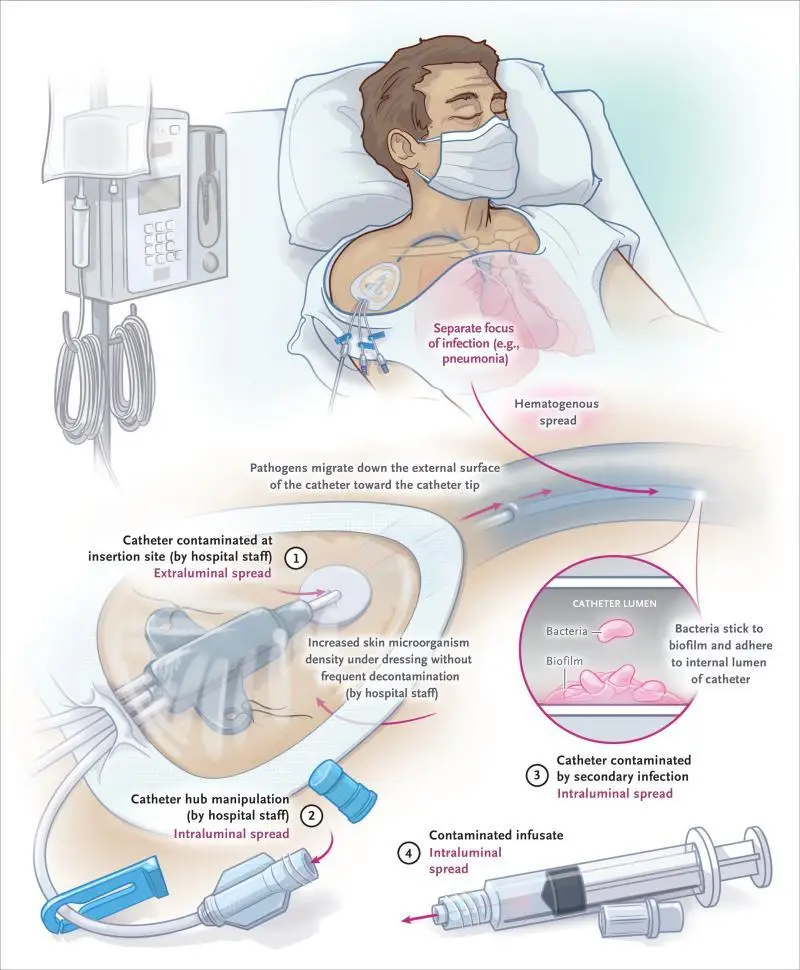 Separate focus
of infection (e.g.,
pneumonia)
Hematogenous
spread
Pathogens migrate down the external surface
of the catheter toward the catheter tip
Catheter contaminated at
insertion site (by hospital staff)
Extraluminal spread
1
Increased skin microorganism
density under dressing without
frequent decontamination
(by hospital staff)
CATHETER LUMEN
Bacteria
Biofilm
Bacteria stick to
biofilm and adhere
to internal lumen
of catheter
3
Catheter contaminated
by secondary infection
Intraluminal spread
Catheter hub manipulation
(by hospital staff)
Intraluminal spread
2
4
Contaminated infusate
Intraluminal
spread